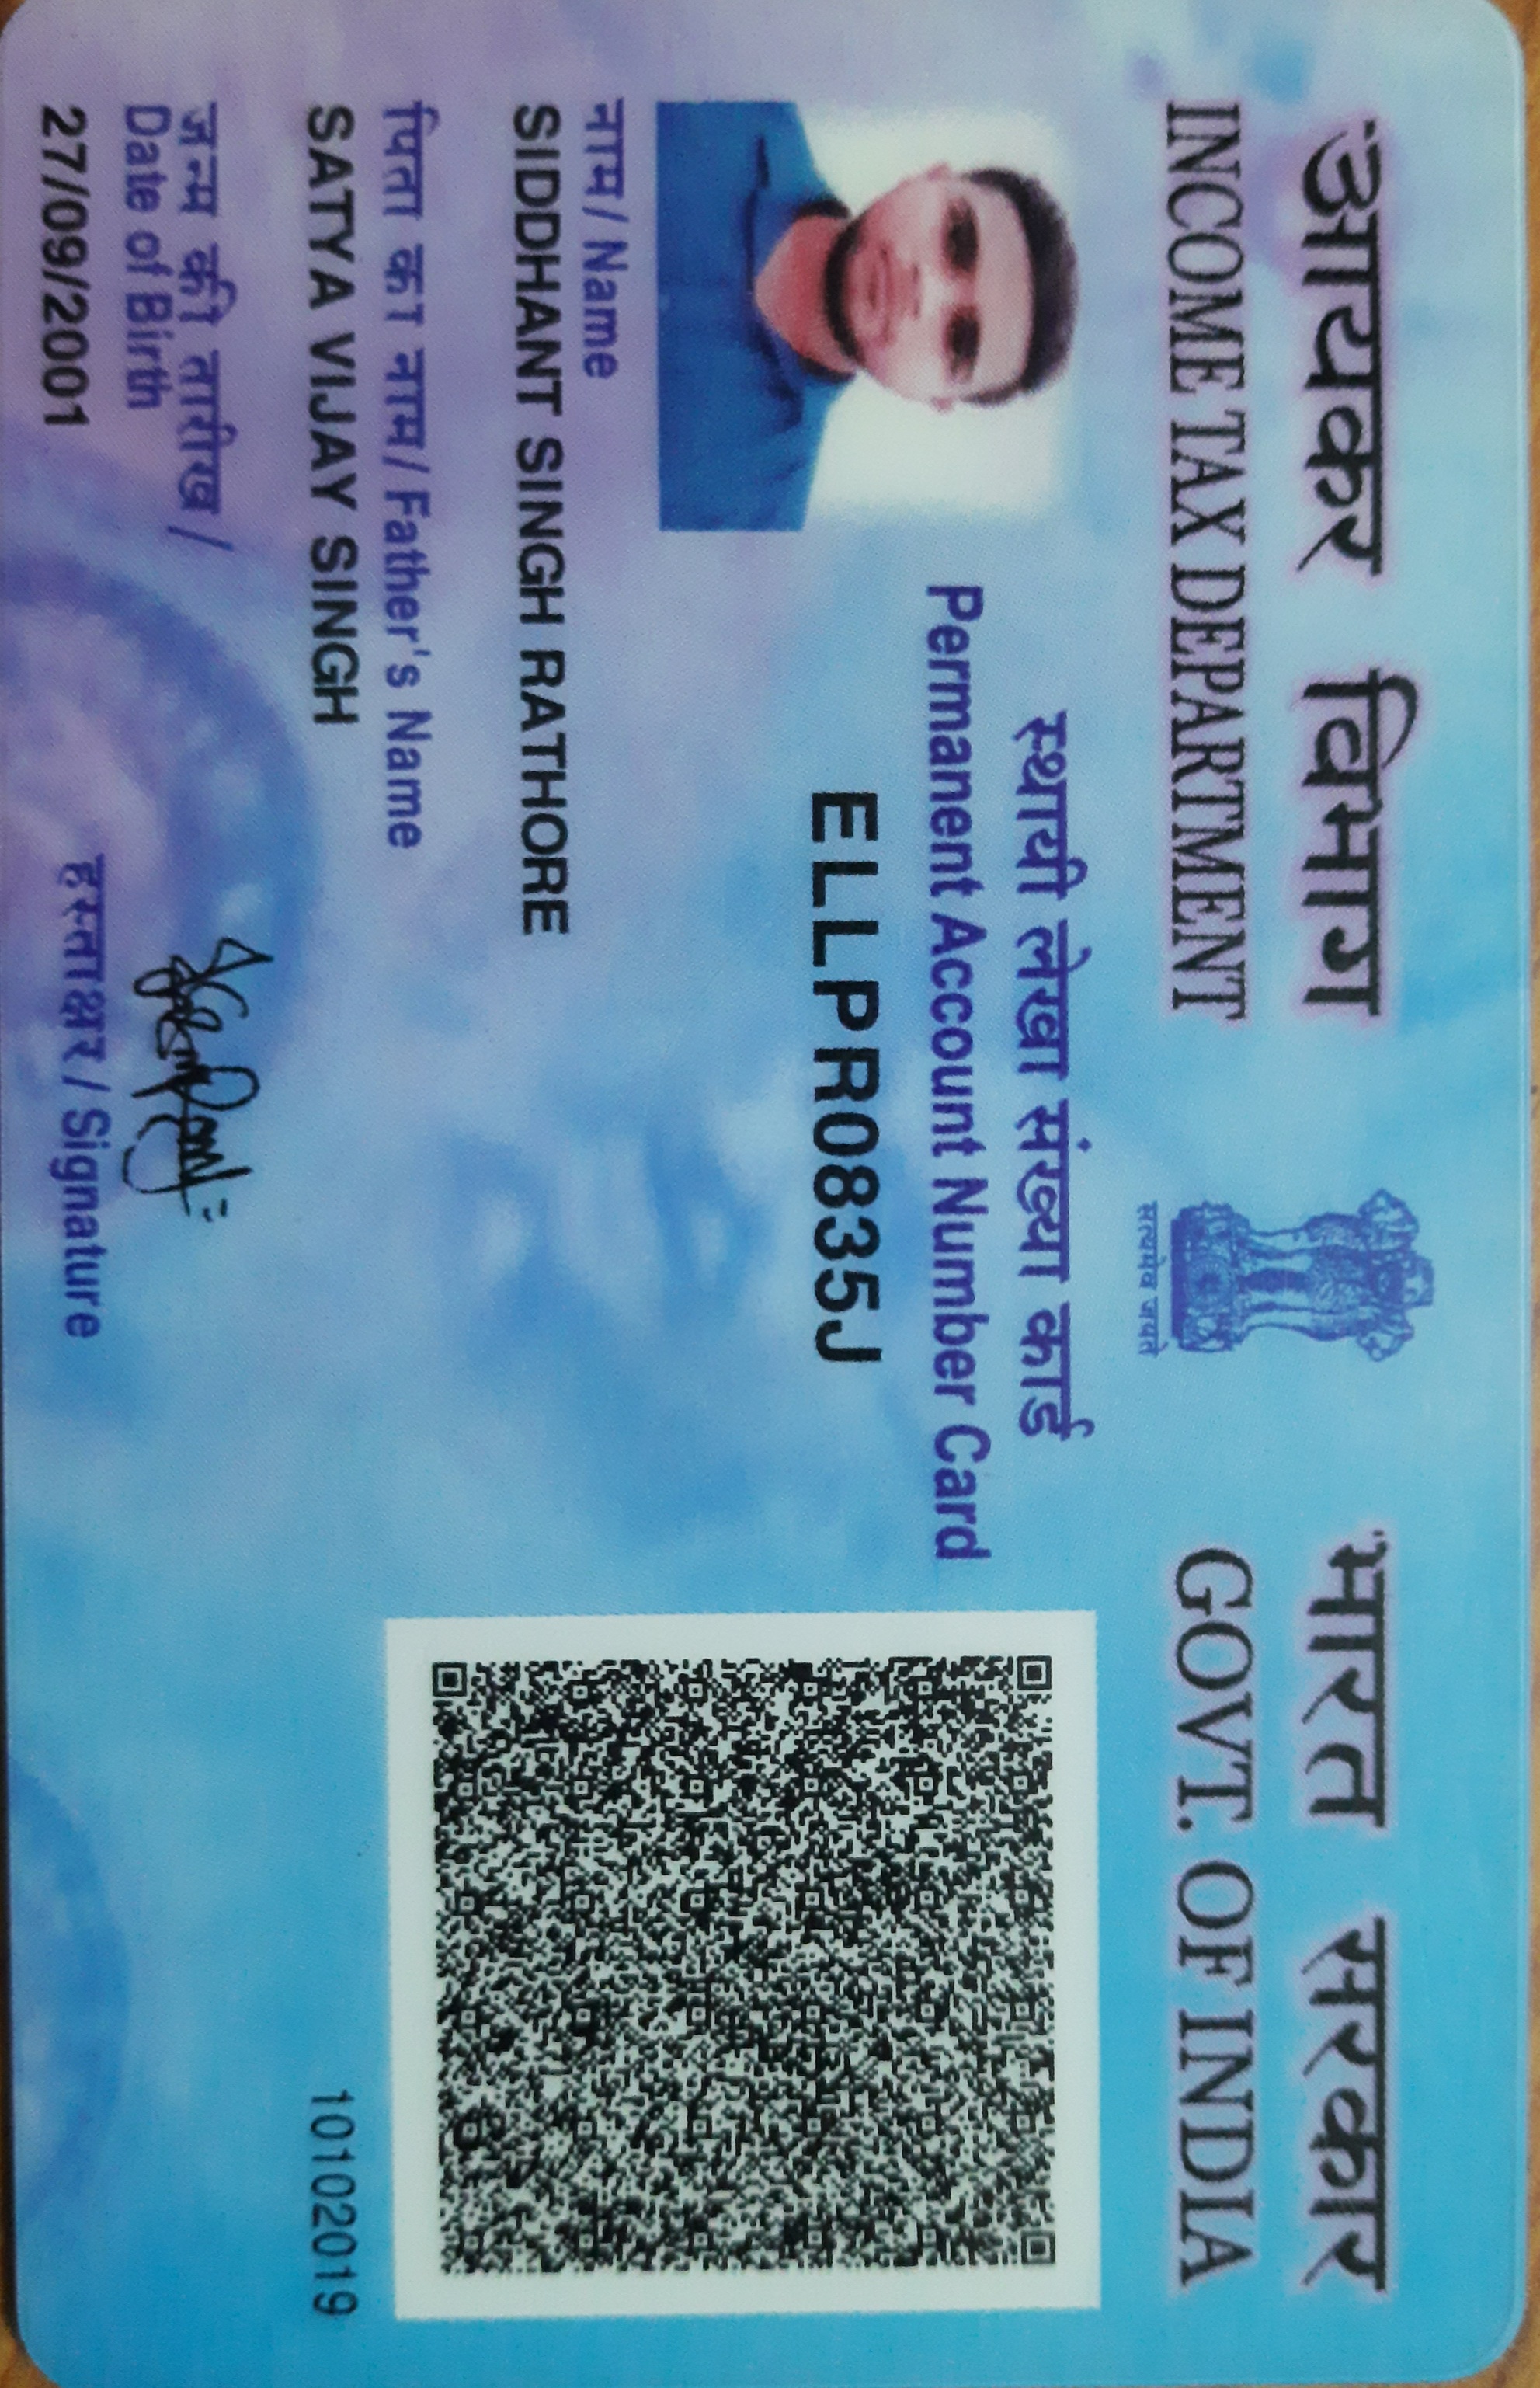 आयकर विभाग
INCOME TAX DEPARTMENT
सत्यमेव जयते
भारत सरकार
GOVT. OF INDIA
स्थायी लेखा संख्या कार्ड
Permanent Account Number Card
ELLPR0835J
नाम / Name
SIDDHANT SINGH RATHORE
पिता का नाम / Father's Name
SATYA VIJAY SINGH
जन्म की तारीख /
Date of Birth
27/09/2001
हस्ताक्षर / Signature
10102019